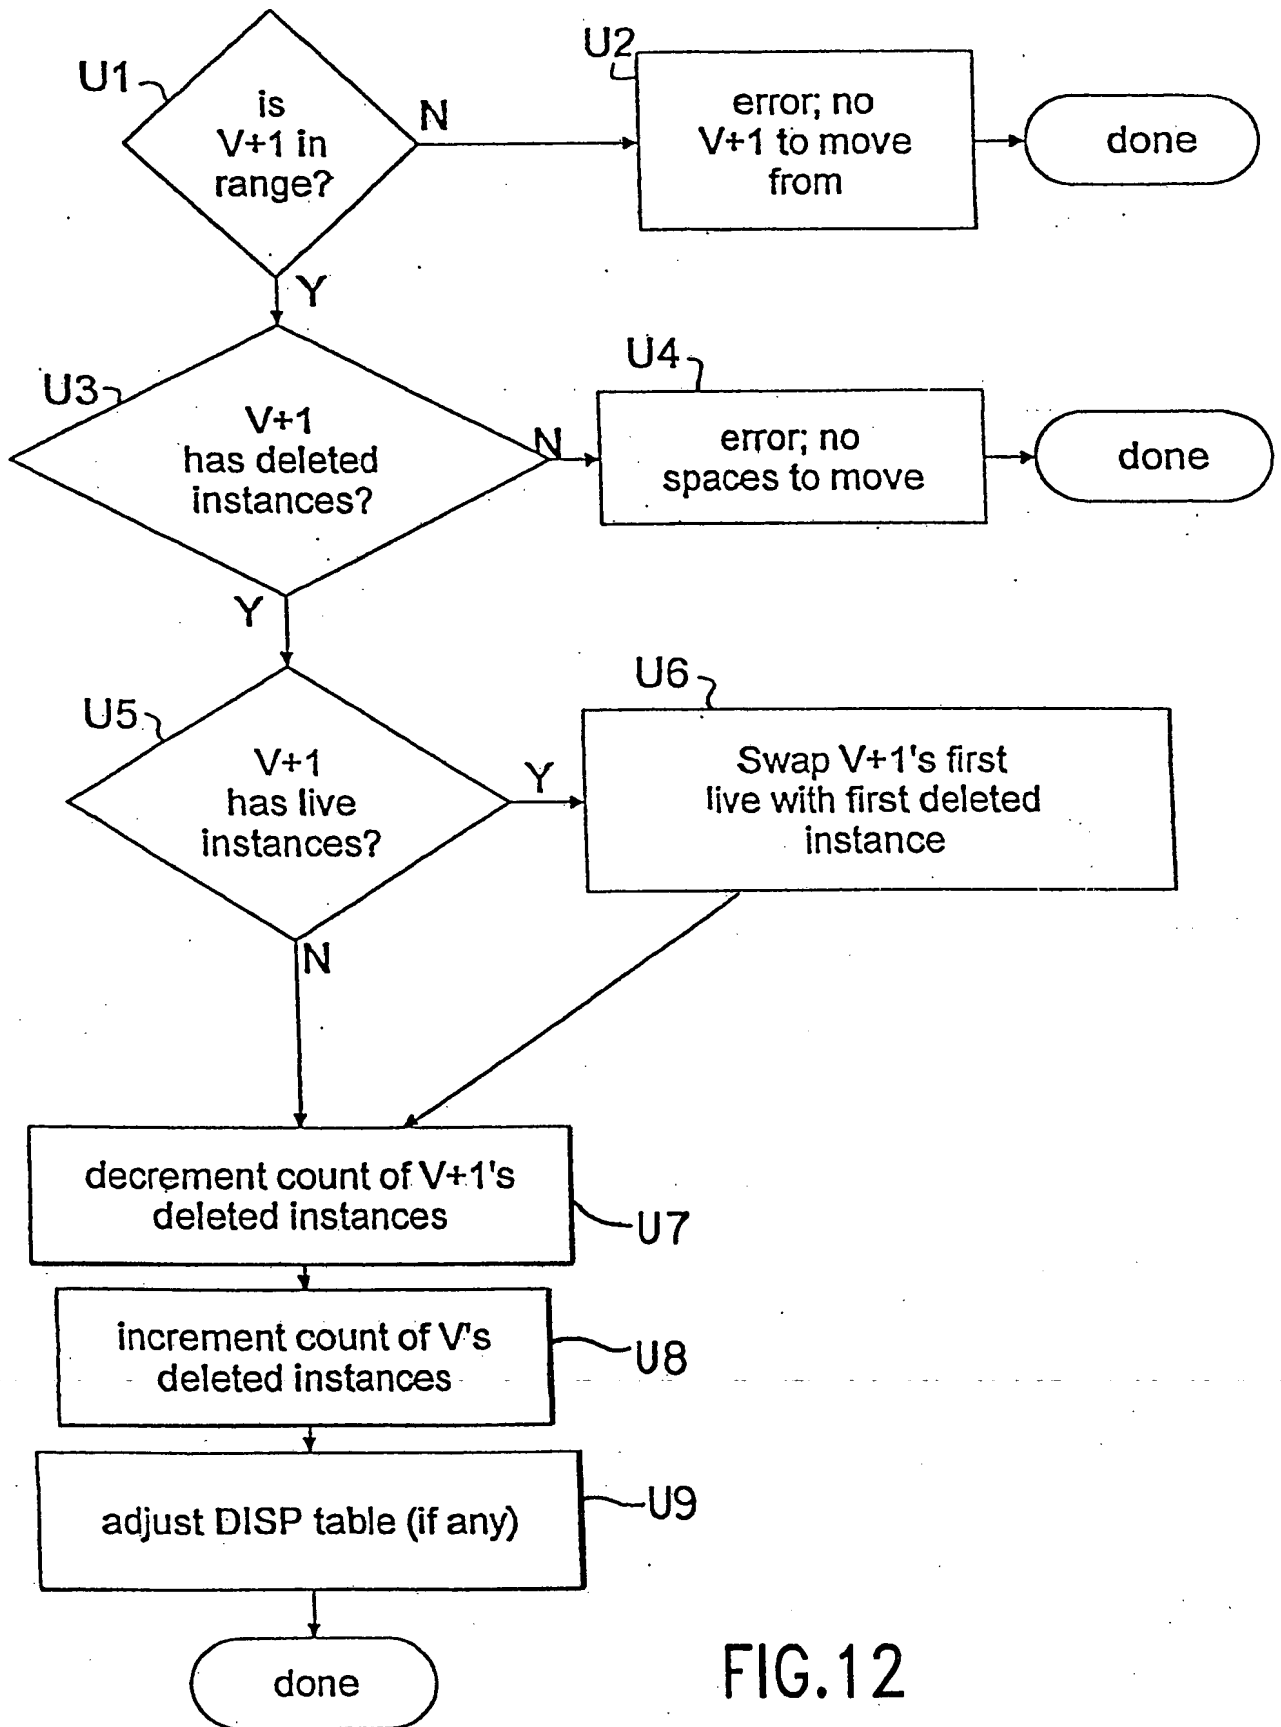 U1
is
V+1 in
range?
N
U2
error; no
V+1 to move
from
done
Y
U3
V+1
has deleted
instances?
N
U4
error; no
spaces to move
done
Y
U5
V+1
has live
instances?
Y
U6
Swap V+1's first
live with first deleted
instance
N
decrement count of V+1's
deleted instances
U7
increment count of V's
deleted instances
U8
adjust DISP table (if any)
U9
done
FIG.12